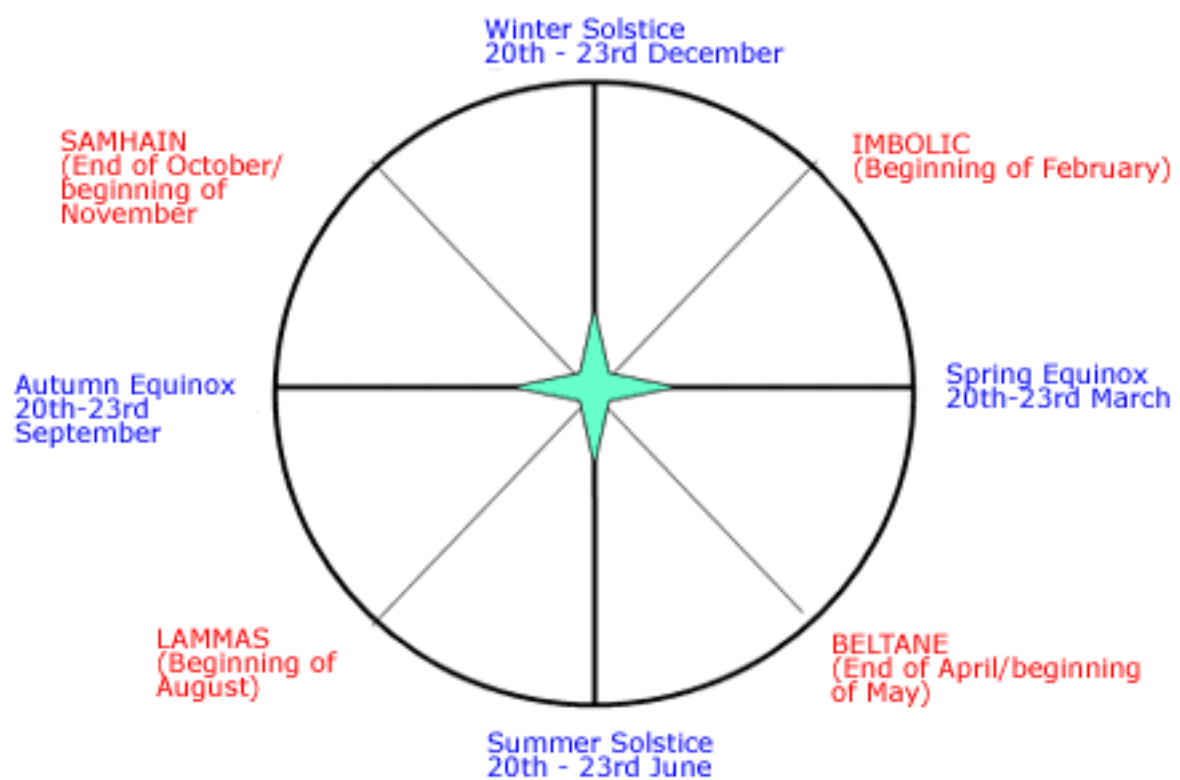 Winter Solstice
20th - 23rd December
SAMHAIN
(End of October/
beginning of
November
IMBOLIC
(Beginning of February)
Autumn Equinox
20th-23rd
September
Spring Equinox
20th-23rd March
LAMMAS
(Beginning of
August)
BELTANE
(End of April/beginning
of May)
Summer Solstice
20th - 23rd June